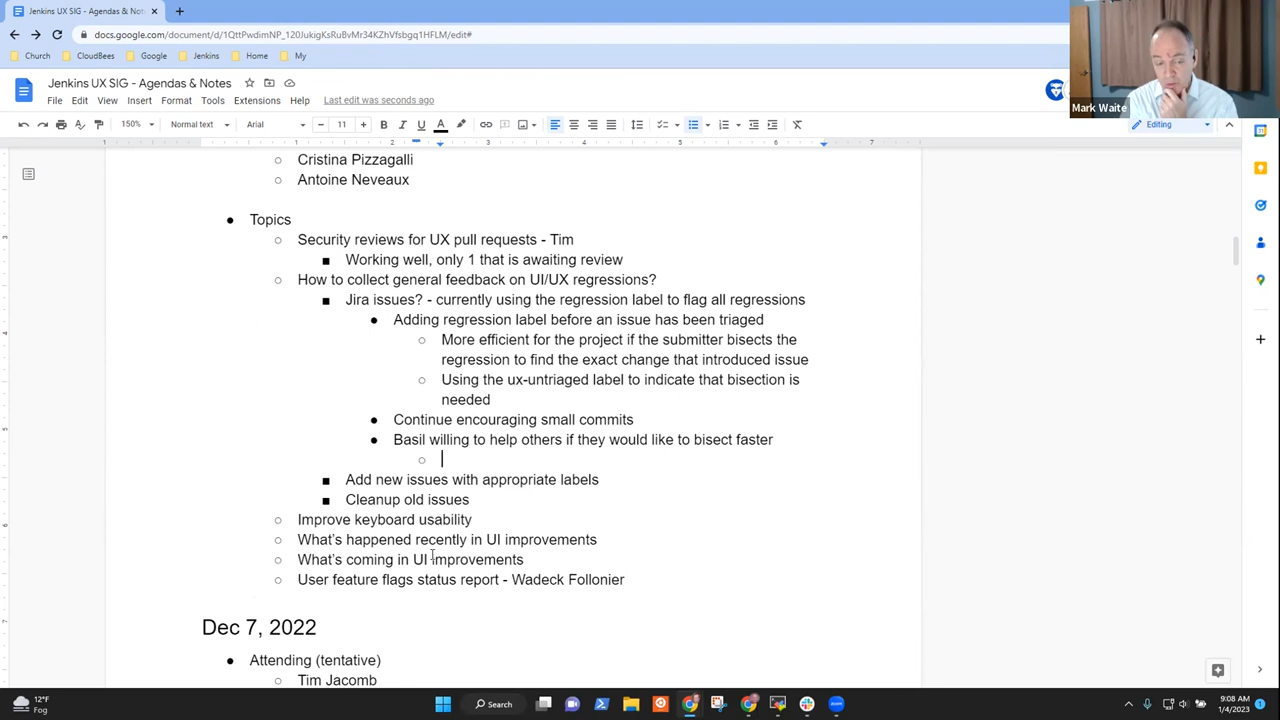 Jenkins UX SIG - Agendas & Not
docs.google.com/document/d/1QttPwdimNP_120JukigKsRuBvMr34KZhVfsbgq1HFLM/edit#
Church
CloudBees
Google
Jenkins
Home
My
Jenkins UX SIG - Agendas & Notes
File Edit View Insert Format Tools Extensions Help Last edit was seconds ago
150% Normal text Arial 11 Editing
Mark Waite
1 1 2 3 4 5 6 7
Cristina Pizzagalli
Antoine Neveaux
Topics
Security reviews for UX pull requests - Tim
Working well, only 1 that is awaiting review
How to collect general feedback on UI/UX regressions?
Jira issues? - currently using the regression label to flag all regressions
Adding regression label before an issue has been triaged
More efficient for the project if the submitter bisects the
regression to find the exact change that introduced issue
Using the ux-untriaged label to indicate that bisection is
needed
Continue encouraging small commits
Basil willing to help others if they would like to bisect faster
Add new issues with appropriate labels
Cleanup old issues
Improve keyboard usability
What's happened recently in UI improvements
What's coming in UI improvements
User feature flags status report - Wadeck Follonier
Dec 7, 2022
Attending (tentative)
Tim Jacomb
12°F
Fog
Search
9:08 AM
1/4/2023